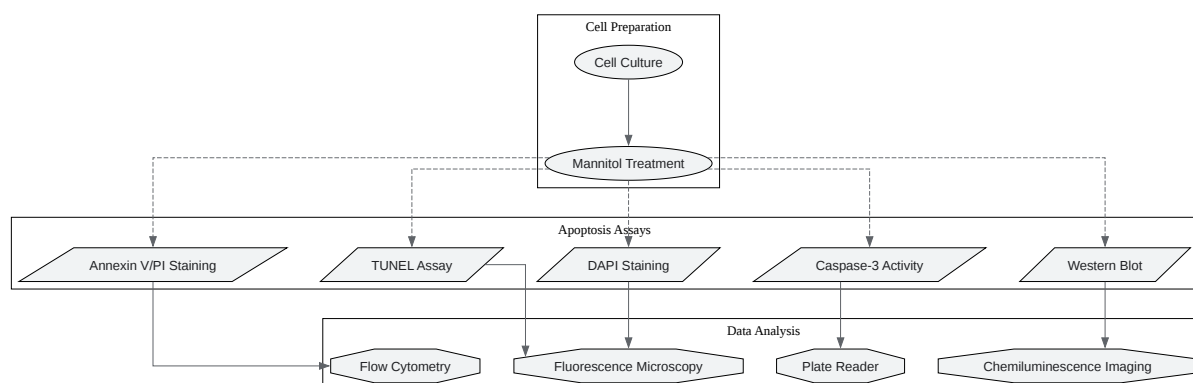 Cell Preparation
Cell Culture
Mannitol Treatment
Apoptosis Assays
Annexin V/PI Staining
TUNEL Assay
DAPI Staining
Caspase-3 Activity
Western Blot
Data Analysis
Flow Cytometry
Fluorescence Microscopy
Plate Reader
Chemiluminescence Imaging